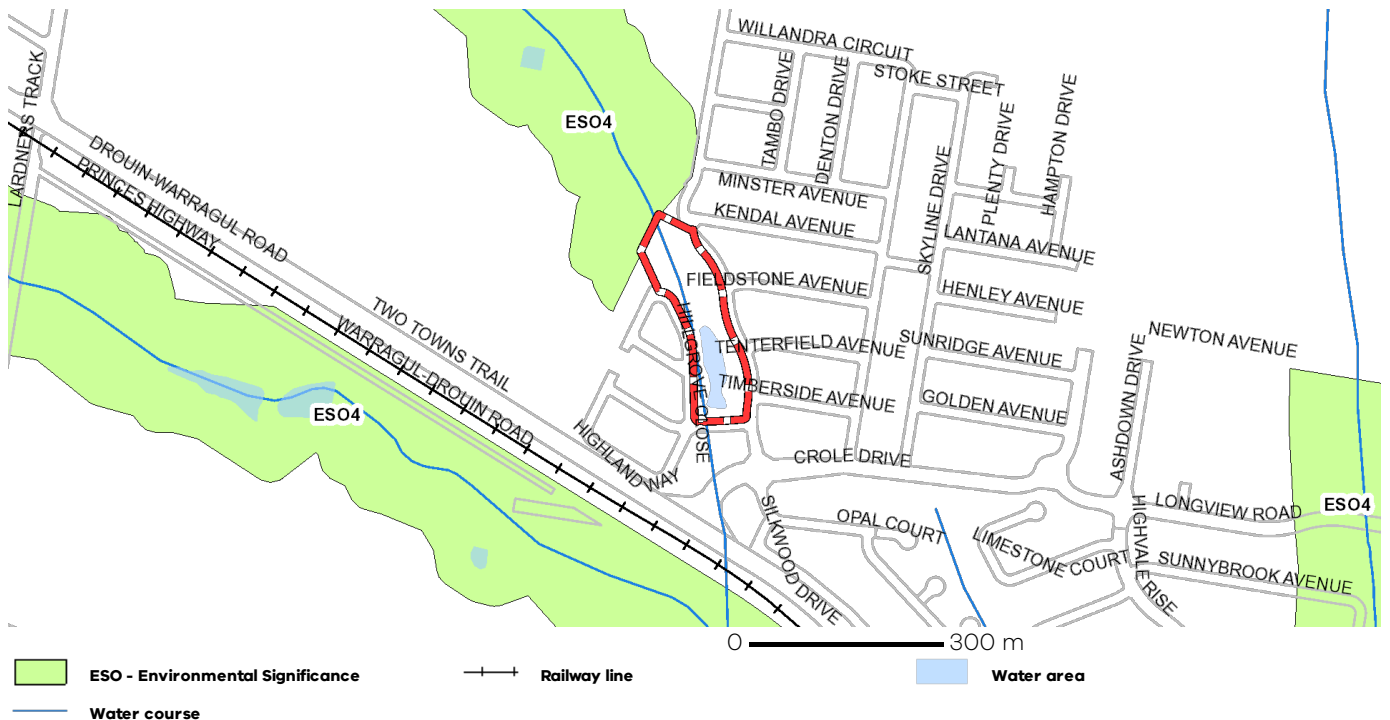 WILLANDRA CIRCUIT
STOKE STREET
TAMBO DRIVE
DENTON DRIVE
PLENTY DRIVE
HAMPTON DRIVE
LARDNERS TRACK
ESO4
DROUIN-WARRAGUL ROAD
PRINCES HIGHWAY
MINSTER AVENUE
KENDAL AVENUE
SKYLINE DRIVE
LANTANA AVENUE
FIELDSTONE AVENUE
HENLEY AVENUE
TWO TOWNS TRAIL
WARRAGUL-DROUIN ROAD
HILLGROVE CLOSE
TENTERFIELD AVENUE
SUNRIDGE AVENUE
NEWTON AVENUE
TIMBERSIDE AVENUE
GOLDEN AVENUE
ASHDOWN DRIVE
ESO4
HIGHLAND WAY
CROLE DRIVE
SILKWOOD DRIVE
OPAL COURT
LIMESTONE COURT
HIGHVALE RISE
LONGVIEW ROAD
ESO4
SUNNYBROOK AVENUE
0 300 m
ESO - Environmental Significance
Railway line
Water area
Water course